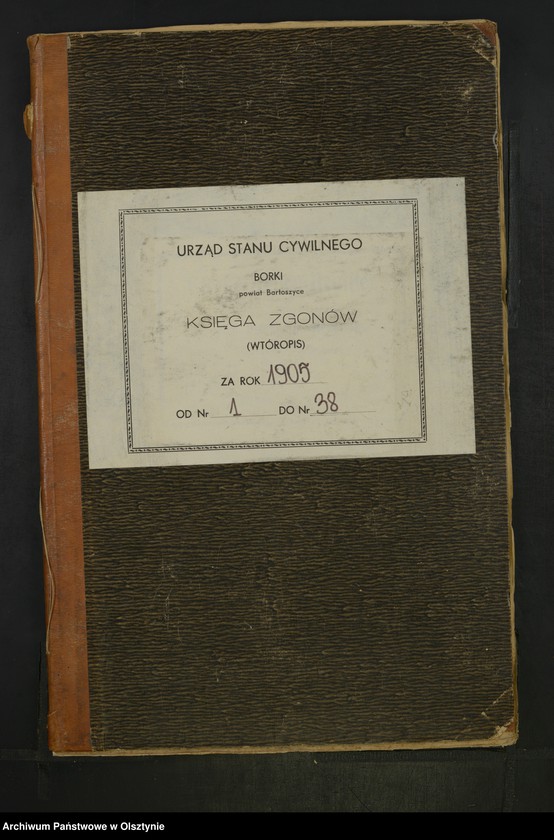 URZĄD STANU CYWILNEGO
BORKI
powiat Bartoszyce
KSIĘGA ZGONÓW
(WTÓROPIS)
ZA ROK 1905
OD Nr 1 DO Nr 38
Archiwum Państwowe w Olsztynie